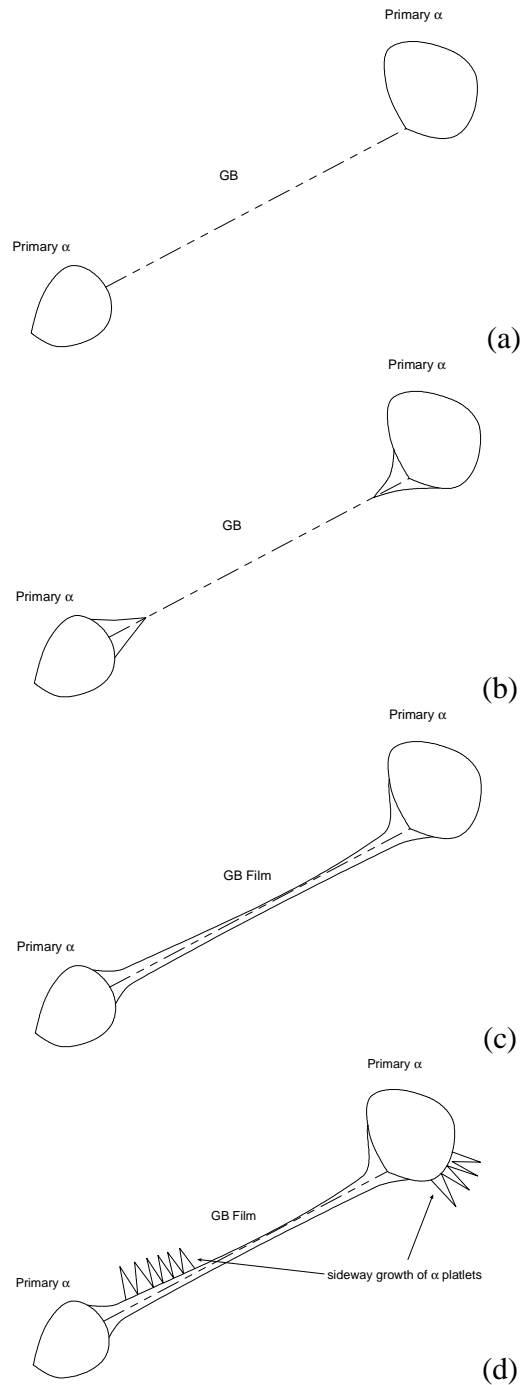 Primary α
GB
Primary α
(a)
Primary α
GB
Primary α
(b)
Primary α
GB Film
Primary α
(c)
Primary α
GB Film
sideway growth of α platlets
Primary α
(d)